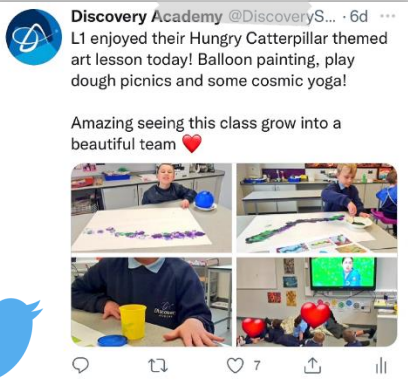 Discovery Academy @DiscoveryS... · 6d
L1 enjoyed their Hungry Catterpillar themed
art lesson today! Balloon painting, play
dough picnics and some cosmic yoga!
Amazing seeing this class grow into a
beautiful team ❤️
Discovery
7